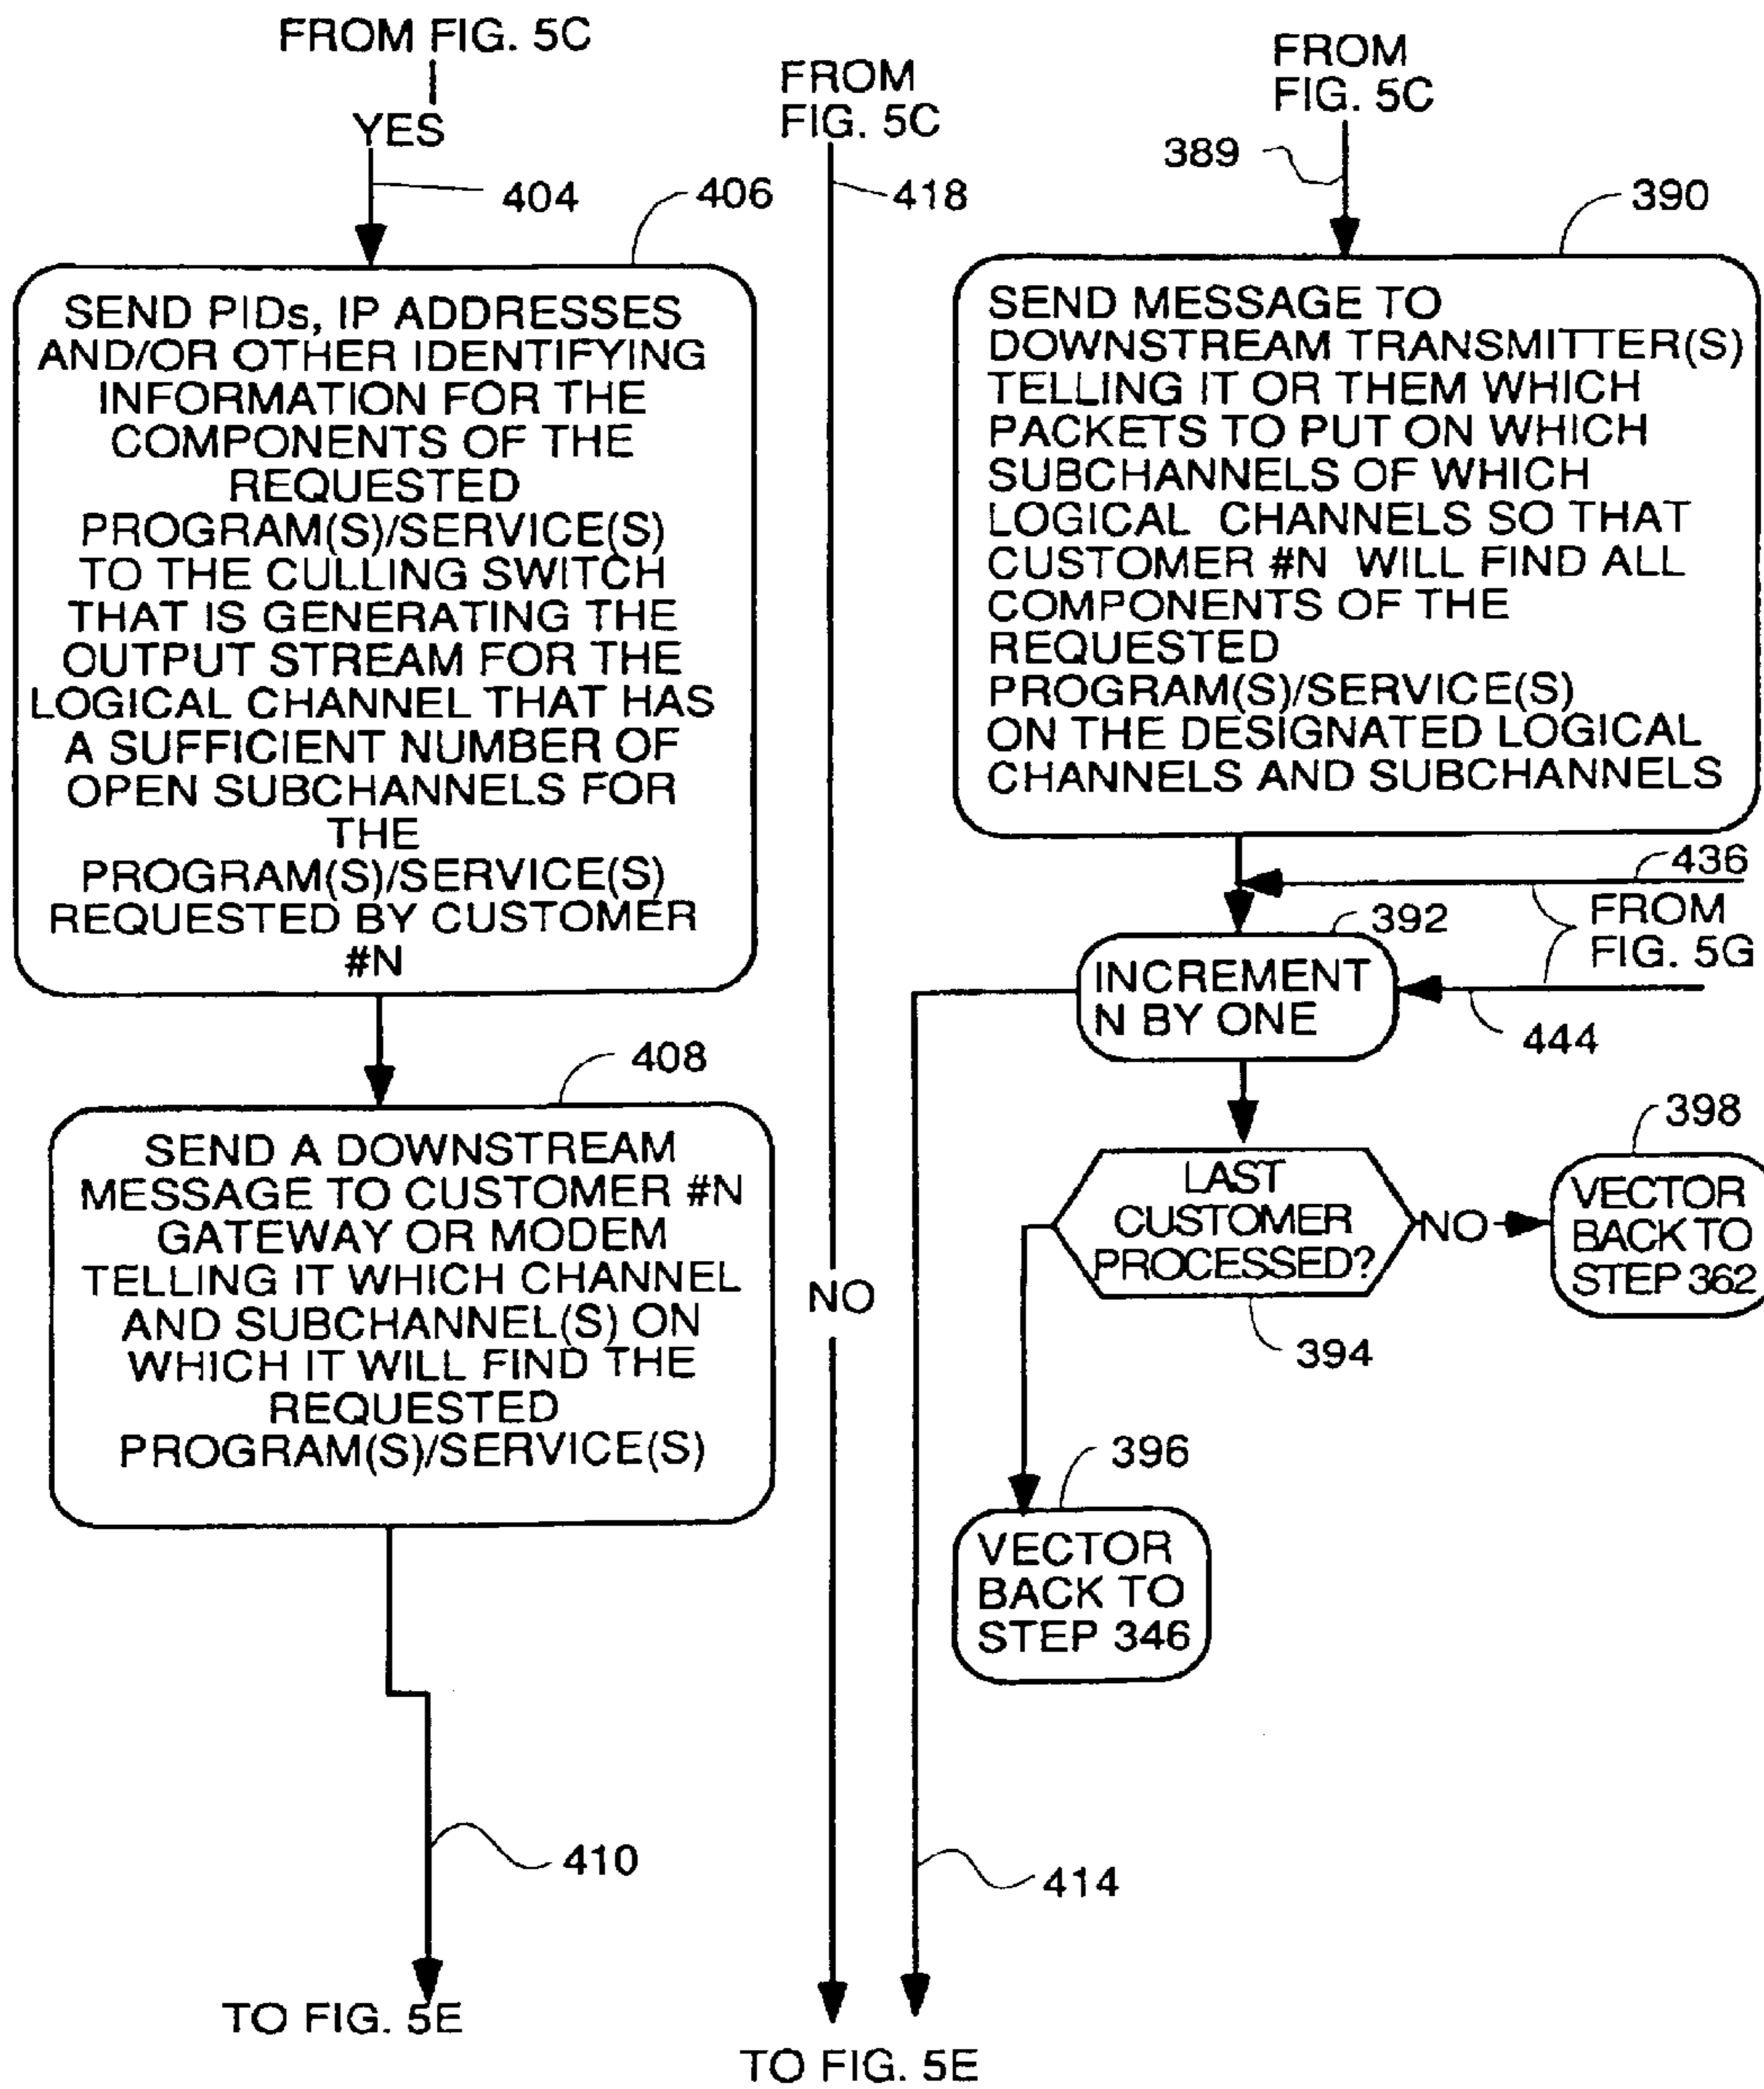 FROM FIG. 5C
YES
404
406
SEND PIDs, IP ADDRESSES
AND/OR OTHER IDENTIFYING
INFORMATION FOR THE
COMPONENTS OF THE
REQUESTED
PROGRAM(S)/SERVICE(S)
TO THE CULLING SWITCH
THAT IS GENERATING THE
OUTPUT STREAM FOR THE
LOGICAL CHANNEL THAT HAS
A SUFFICIENT NUMBER OF
OPEN SUBCHANNELS FOR
THE
PROGRAM(S)/SERVICE(S)
REQUESTED BY CUSTOMER
#N
408
SEND A DOWNSTREAM
MESSAGE TO CUSTOMER #N
GATEWAY OR MODEM
TELLING IT WHICH CHANNEL
AND SUBCHANNEL(S) ON
WHICH IT WILL FIND THE
REQUESTED
PROGRAM(S)/SERVICE(S)
410
TO FIG. 5E
FROM
FIG. 5C
418
NO
TO FIG. 5E
FROM
FIG. 5C
389
390
SEND MESSAGE TO
DOWNSTREAM TRANSMITTER(S)
TELLING IT OR THEM WHICH
PACKETS TO PUT ON WHICH
SUBCHANNELS OF WHICH
LOGICAL CHANNELS SO THAT
CUSTOMER #N WILL FIND ALL
COMPONENTS OF THE
REQUESTED
PROGRAM(S)/SERVICE(S)
ON THE DESIGNATED LOGICAL
CHANNELS AND SUBCHANNELS
436
392
FROM
FIG. 5G
INCREMENT
N BY ONE
444
398
LAST
CUSTOMER
PROCESSED?
NO
VECTOR
BACK TO
STEP 362
394
396
VECTOR
BACK TO
STEP 346
414